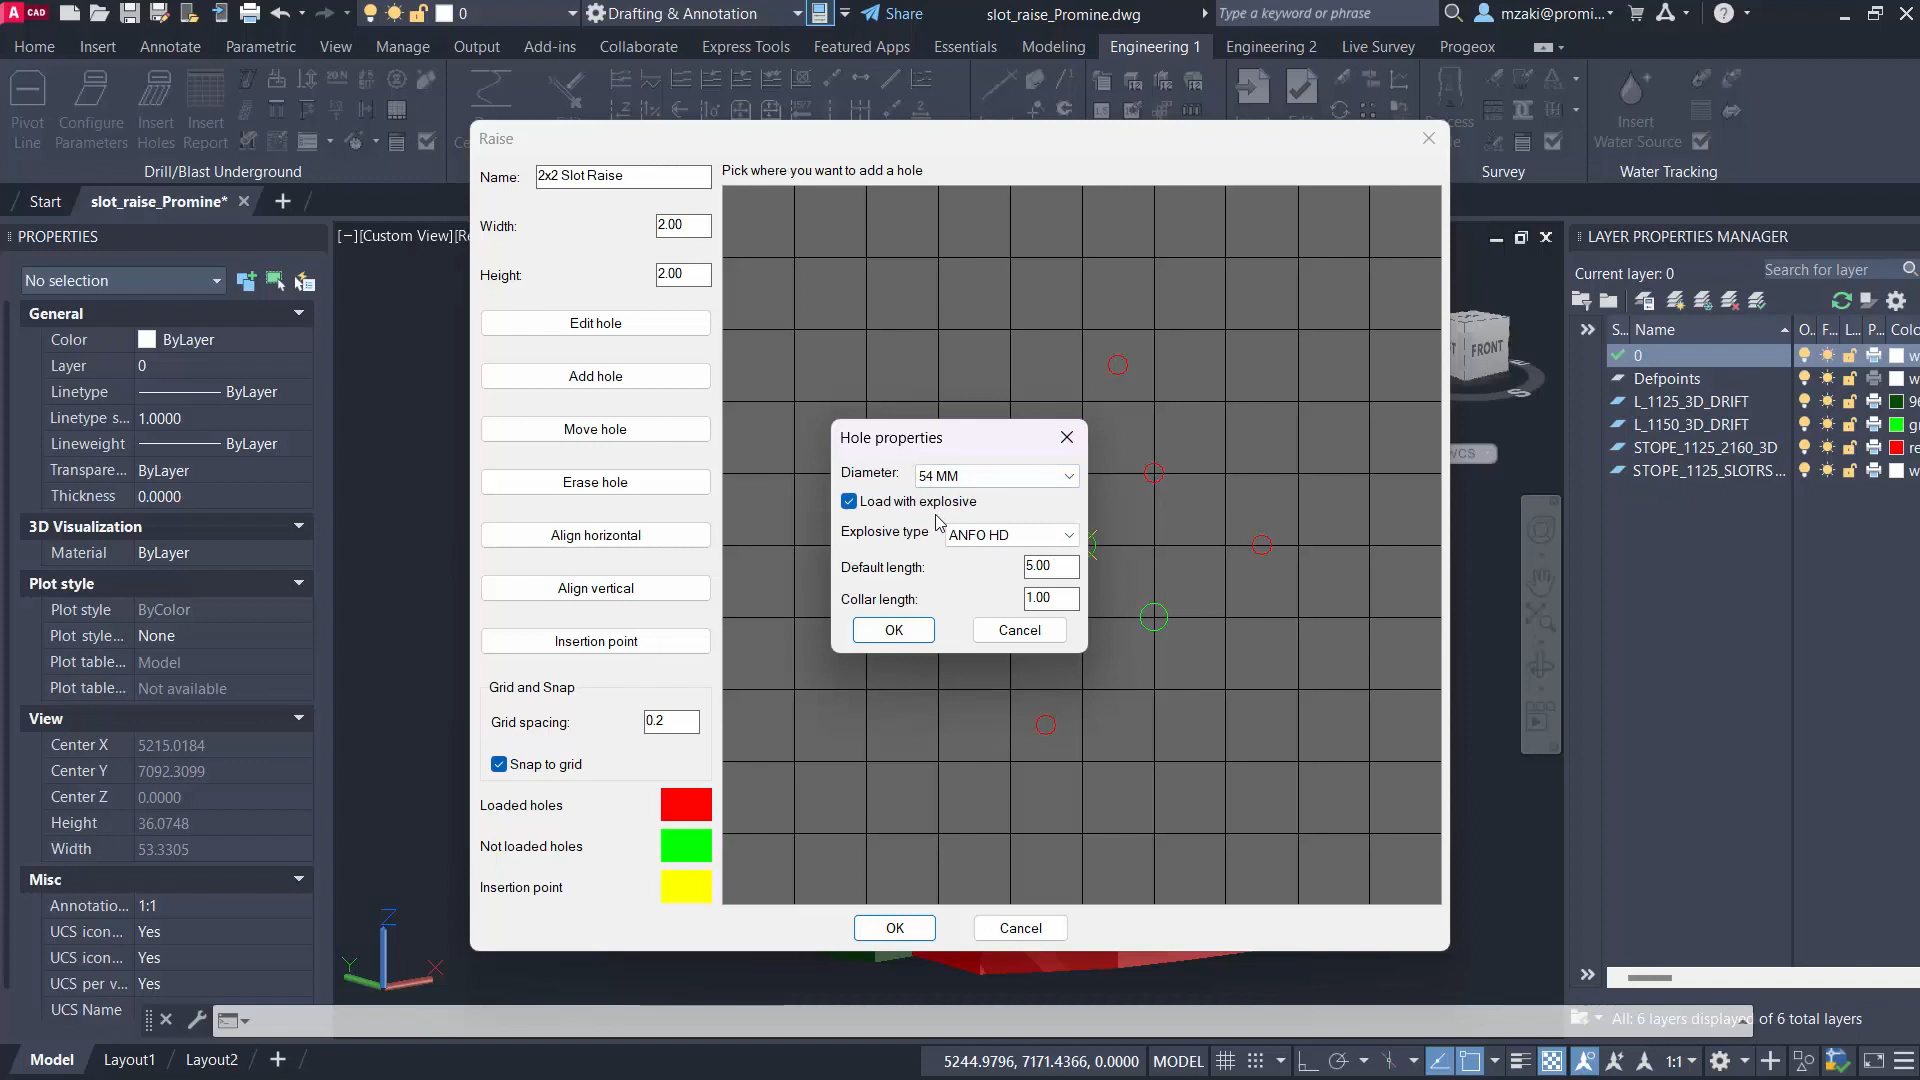 A CAD
0
Drafting & Annotation
Share
slot_raise_Promine.dwg
Type a keyword or phrase
mzaki@promi...
Home
Insert
Annotate
Parametric
View
Manage
Output
Add-ins
Collaborate
Express Tools
Featured Apps
Essentials
Modeling
Engineering 1
Engineering 2
Live Survey
Progeox
Pivot
Line
Configure
Parameters
Insert
Holes
Insert
Report
Drill/Blast Underground
Insert
Water Source
Survey
Water Tracking
Start
slot_raise_Promine*
PROPERTIES
[−][Custom View][Re
No selection
General
Color ByLayer
Layer 0
Linetype ByLayer
Linetype s... 1.0000
Lineweight ByLayer
Transpare... ByLayer
Thickness 0.0000
3D Visualization
Material ByLayer
Plot style
Plot style ByColor
Plot style... None
Plot table... Model
Plot table... Not available
View
Center X 5215.0184
Center Y 7092.3099
Center Z 0.0000
Height 36.0748
Width 53.3305
Misc
Annotatio... 1:1
UCS icon... Yes
UCS icon... Yes
UCS per v... Yes
UCS Name
Raise
Name: 2x2 Slot Raise
Width: 2.00
Height: 2.00
Edit hole
Add hole
Move hole
Erase hole
Align horizontal
Align vertical
Insertion point
Grid and Snap
Grid spacing: 0.2
Snap to grid
Loaded holes
Not loaded holes
Insertion point
Pick where you want to add a hole
Hole properties
Diameter: 54 MM
Load with explosive
Explosive type ANFO HD
Default length: 5.00
Collar length: 1.00
OK Cancel
OK Cancel
FRONT
S
WCS
Z
Y
X
LAYER PROPERTIES MANAGER
Current layer: 0
Search for layer
S.. Name O.. F.. L.. P.. Colo
0 w
Defpoints w
L_1125_3D_DRIFT 96
L_1150_3D_DRIFT gr
STOPE_1125_2160_3D re
STOPE_1125_SLOTRS... w
All: 6 layers displayed of 6 total layers
Model
Layout1
Layout2
5244.9796, 7171.4366, 0.0000
MODEL
1:1